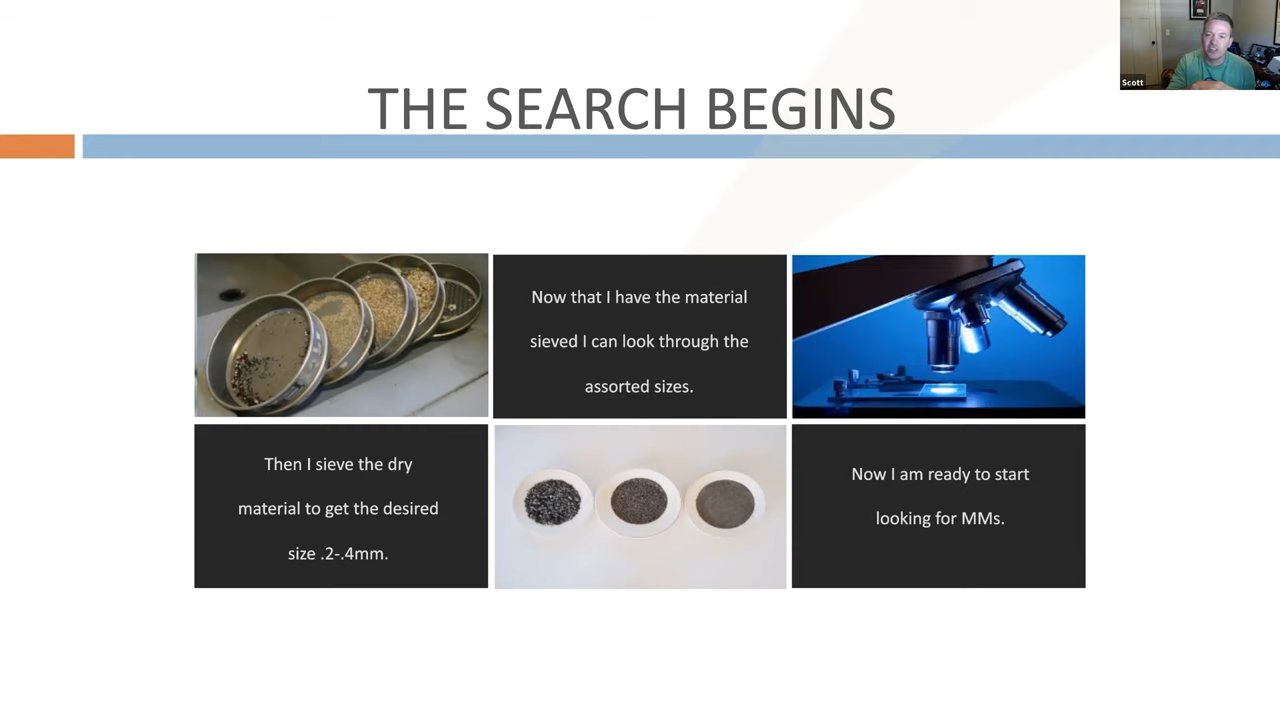 Scott
THE SEARCH BEGINS
Now that I have the material
sieved I can look through the
assorted sizes.
Then I sieve the dry
material to get the desired
size .2-.4mm.
Now I am ready to start
looking for MMs.